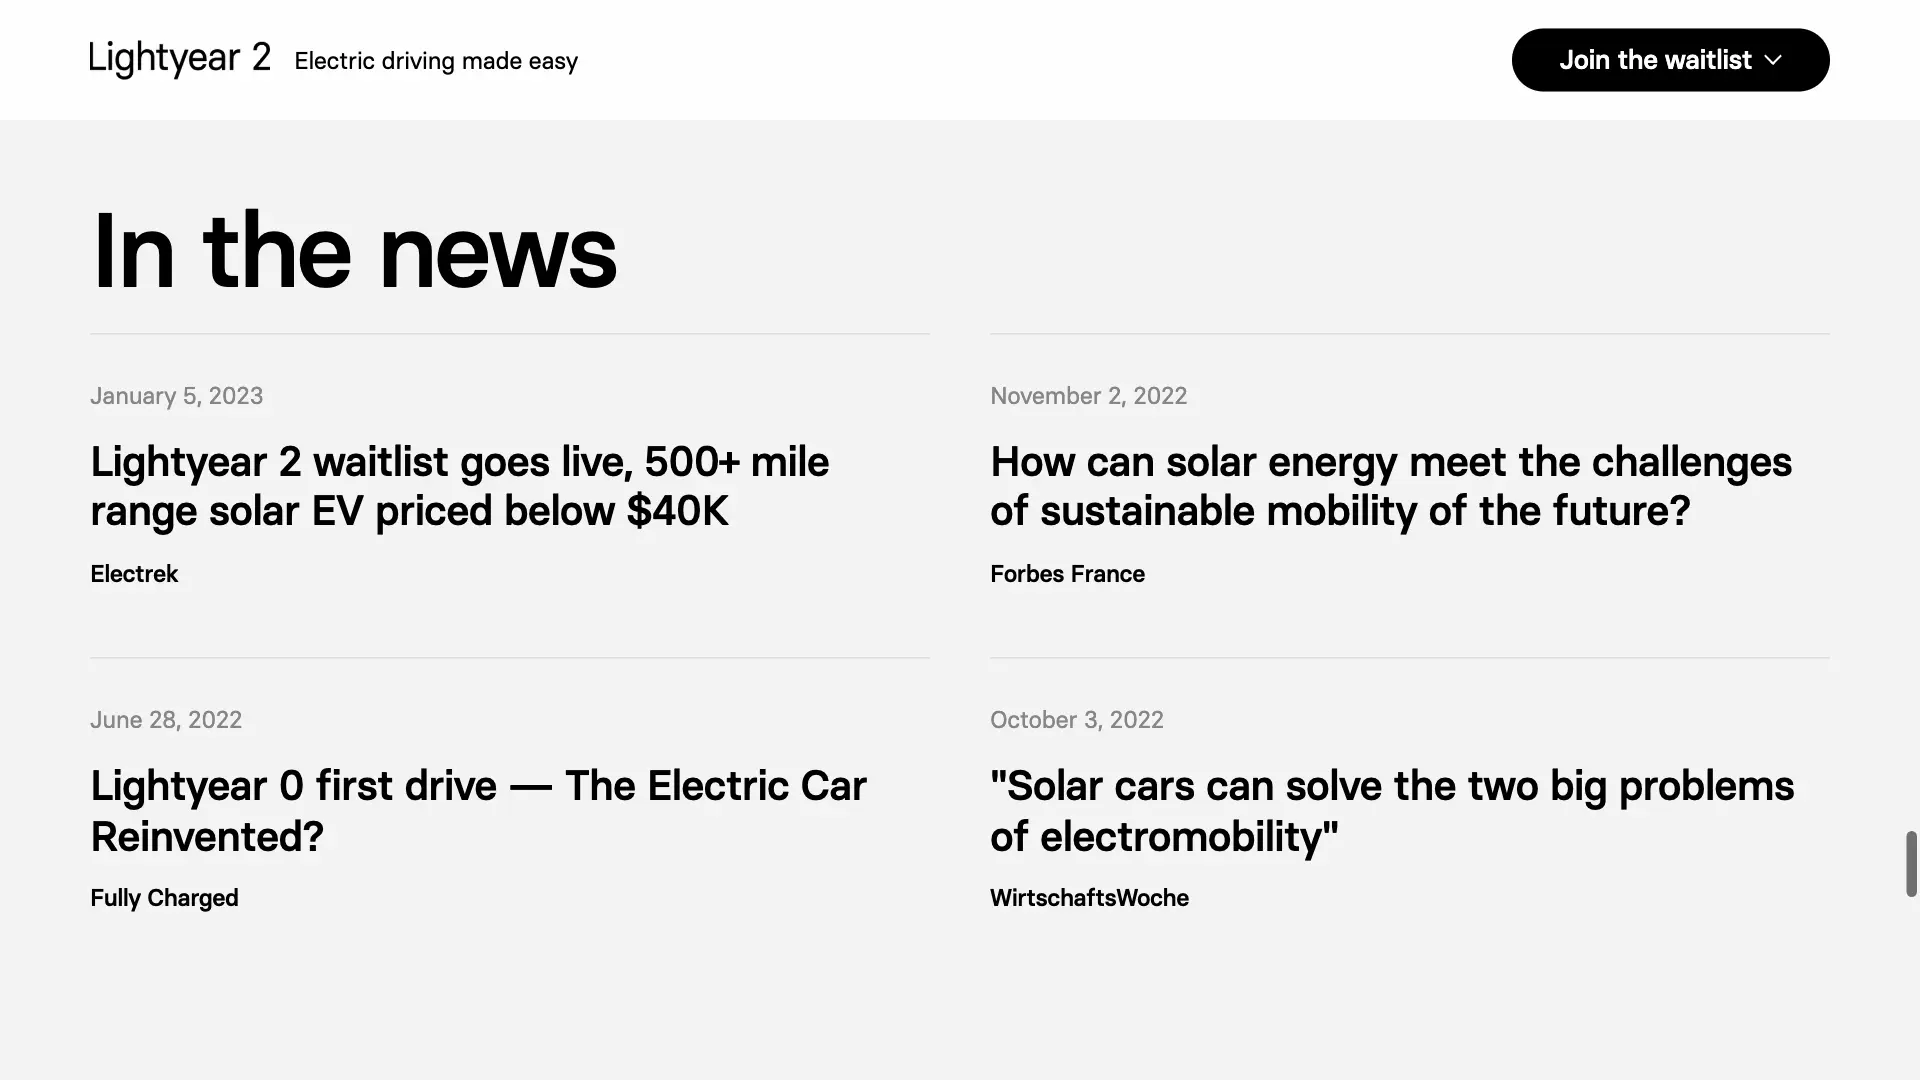 Lightyear 2 Electric driving made easy
Join the waitlist
In the news
January 5, 2023
Lightyear 2 waitlist goes live, 500+ mile
range solar EV priced below $40K
Electrek
November 2, 2022
How can solar energy meet the challenges
of sustainable mobility of the future?
Forbes France
June 28, 2022
Lightyear 0 first drive — The Electric Car
Reinvented?
Fully Charged
October 3, 2022
"Solar cars can solve the two big problems
of electromobility"
WirtschaftsWoche